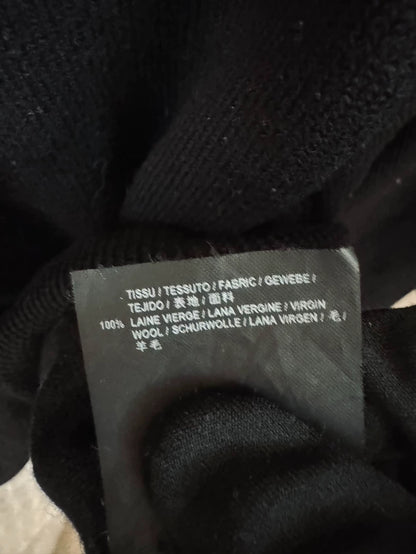 TISSU / TESSUTO / FABRIC / GEWEBE /
TEJIDO / 表地 / 面料
100% LAINE VIERGE / LANA VERGINE / VIRGIN
WOOL / SCHURWOLLE / LANA VIRGEN / 毛 /
羊毛